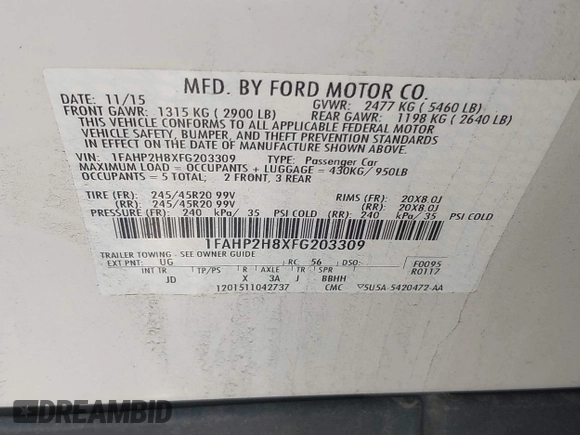 MFD. BY FORD MOTOR CO.
DATE: 11/15 GVWR: 2477 KG ( 5460 LB)
FRONT GAWR: 1315 KG ( 2900 LB) REAR GAWR: 1198 KG ( 2640 LB)
THIS VEHICLE CONFORMS TO ALL APPLICABLE FEDERAL MOTOR
VEHICLE SAFETY, BUMPER, AND THEFT PREVENTION STANDARDS
IN EFFECT ON THE DATE OF MANUFACTURE SHOWN ABOVE.
VIN: 1FAHP2H8XFG203309 TYPE: Passenger Car
MAXIMUM LOAD = OCCUPANTS + LUGGAGE = 430KG/950LB
OCCUPANTS = 5 TOTAL, 2 FRONT, 3 REAR
TIRE (FR): 245/45R20 99V RIMS (FR): 20X8.0J
(RR): 245/45R20 99V (RR): 20X8.0J
PRESSURE (FR): 240 kPa/ 35 PSI COLD (RR): 240 kPa/ 35 PSI COLD
1FAHP2H8XFG203309
TRAILER TOWING - SEE OWNER GUIDE
EXT PNT: UG RC: 56 DSO: F0095
INT TR TP/PS R AXLE TR SPR R0117
JD X 3A J BBHH
1201511042737 CMC 5U5A-5420472-AA
DREAMBID